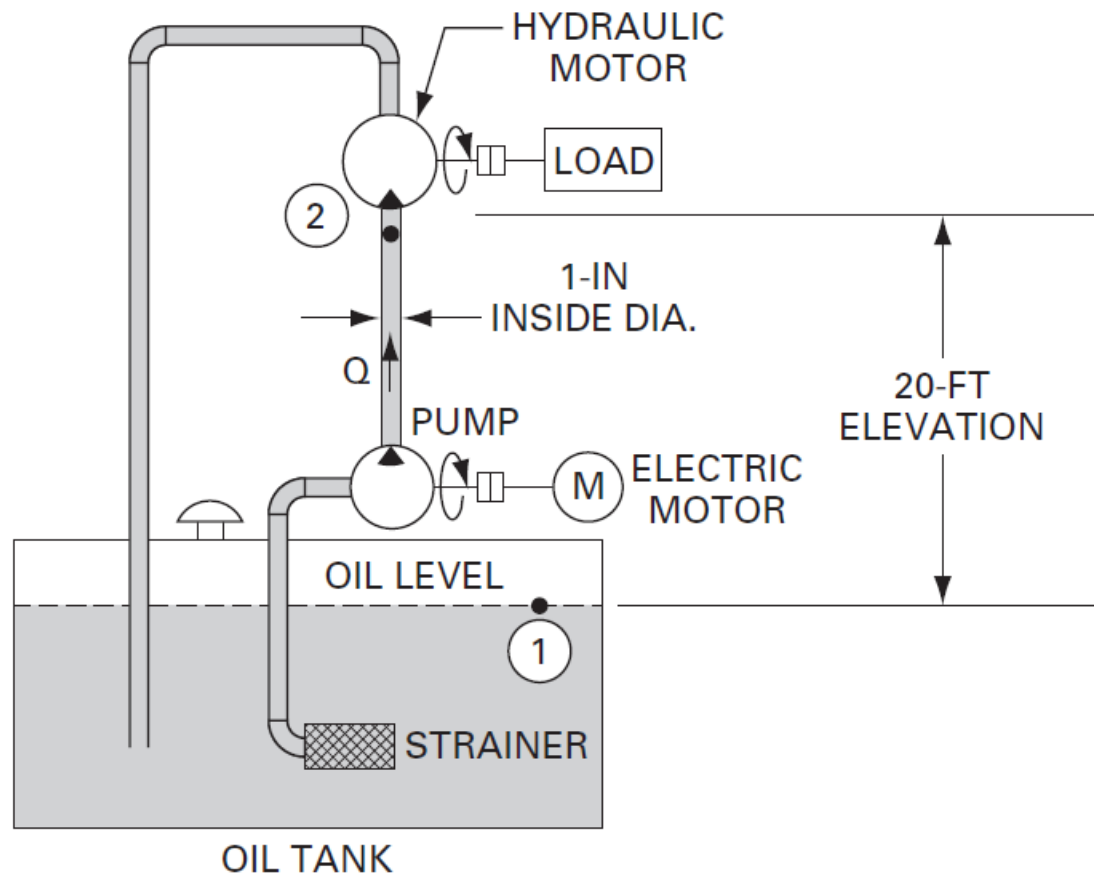 HYDRAULIC
MOTOR
LOAD
2
1-IN
INSIDE DIA.
Q
20-FT
ELEVATION
PUMP
M
ELECTRIC
MOTOR
OIL LEVEL
1
STRAINER
OIL TANK